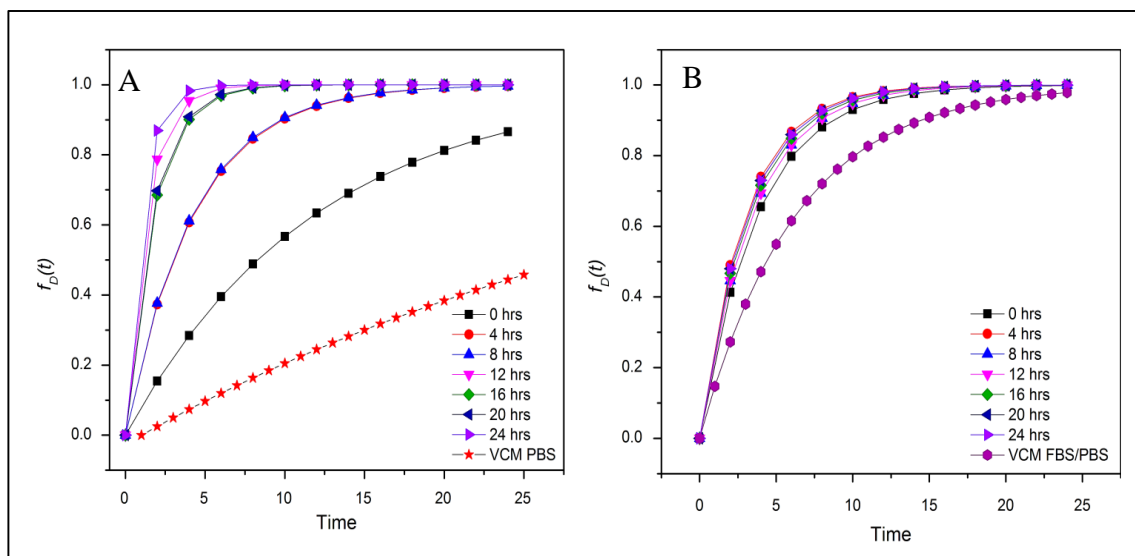 A
1.0
0.8
0.6
0.4
0.2
0.0
f_D(t)
0 hrs
4 hrs
8 hrs
12 hrs
16 hrs
20 hrs
24 hrs
VCM PBS
0 5 10 15 20 25
Time
B
1.0
0.8
0.6
0.4
0.2
0.0
f_D(t)
0 hrs
4 hrs
8 hrs
12 hrs
16 hrs
20 hrs
24 hrs
VCM FBS/PBS
0 5 10 15 20 25
Time